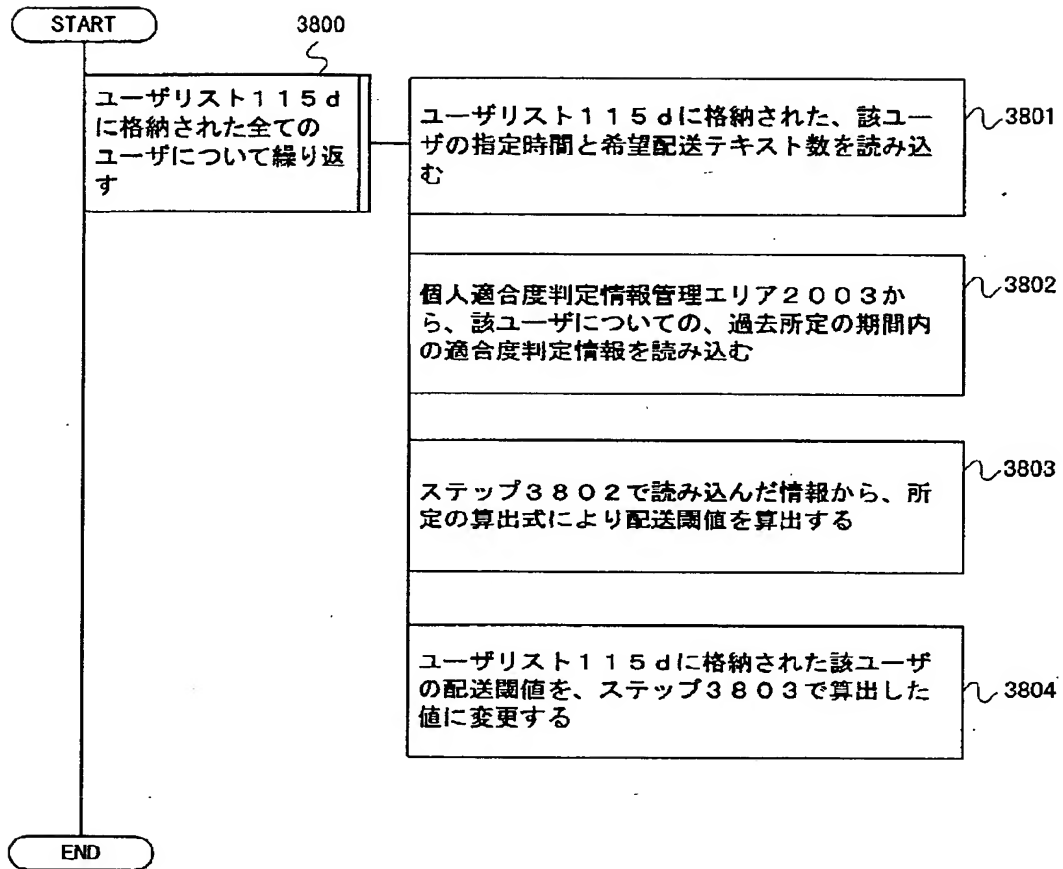 START
3800
ユーザリスト115d
に格納された全ての
ユーザについて繰り返
す
ユーザリスト115dに格納された、該ユー
ザの指定時間と希望配送テキスト数を読み込
む
3801
個人適合度判定情報管理エリア2003か
ら、該ユーザについての、過去所定の期間内
の適合度判定情報を読み込む
3802
ステップ3802で読み込んだ情報から、所
定の算出式により配送閾値を算出する
3803
ユーザリスト115dに格納された該ユーザ
の配送閾値を、ステップ3803で算出した
値に変更する
3804
END